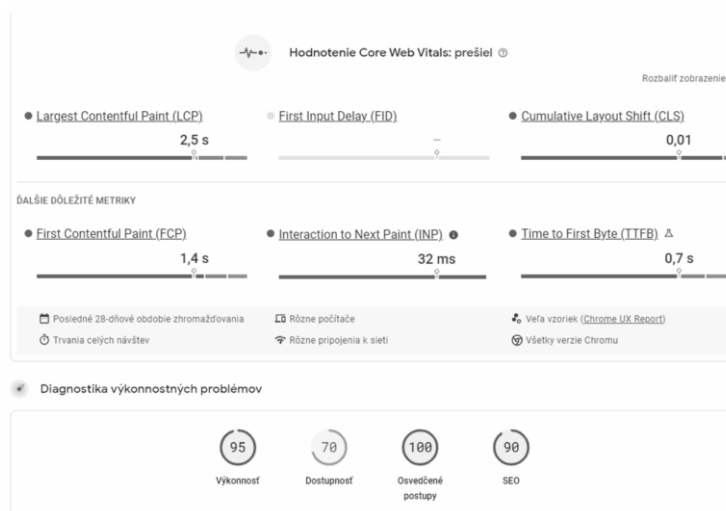 Hodnotenie Core Web Vitals: prešiel
Rozbaliť zobrazenie
Largest Contentful Paint (LCP)
2,5 s
First Input Delay (FID)
—
Cumulative Layout Shift (CLS)
0,01
ĎALŠIE DÔLEŽITÉ METRIKY
First Contentful Paint (FCP)
1,4 s
Interaction to Next Paint (INP)
32 ms
Time to First Byte (TTFB)
0,7 s
Posledné 28-dňové obdobie zhromažďovania
Rôzne počítače
Veľa vzoriek (Chrome UX Report)
Trvania celých návštev
Rôzne pripojenia k sieti
Všetky verzie Chromu
Diagnostika výkonnostných problémov
95
Výkonnosť
70
Dostupnosť
100
Osvedčené
postupy
90
SEO